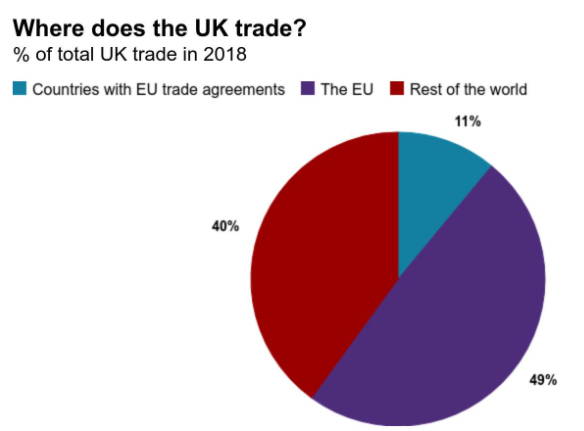 Where does the UK trade?
% of total UK trade in 2018
Countries with EU trade agreements The EU Rest of the world
11%
40%
49%